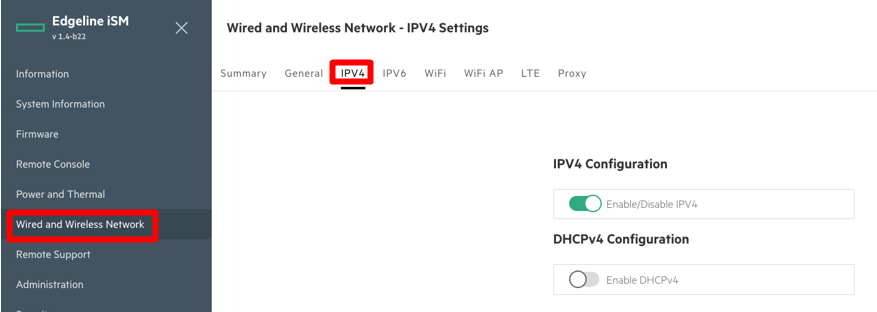 Edgeline iSM
v 1.4-b22
Information
System Information
Firmware
Remote Console
Power and Thermal
Wired and Wireless Network
Remote Support
Administration
Wired and Wireless Network - IPV4 Settings
Summary General IPV4 IPV6 WiFi WiFi AP LTE Proxy
IPV4 Configuration
Enable/Disable IPV4
DHCPv4 Configuration
Enable DHCPv4